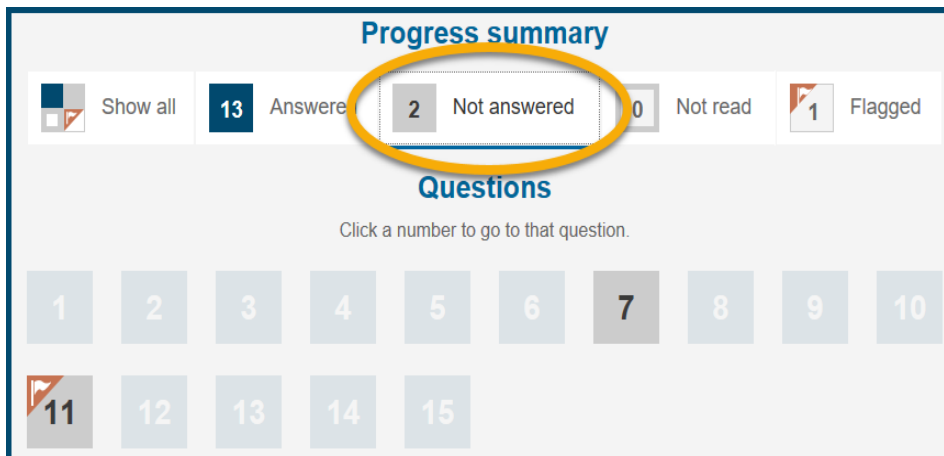 Progress summary
Show all 13 Answered 2 Not answered 0 Not read 1 Flagged
Questions
Click a number to go to that question.
1 2 3 4 5 6 7 8 9 10
11 12 13 14 15